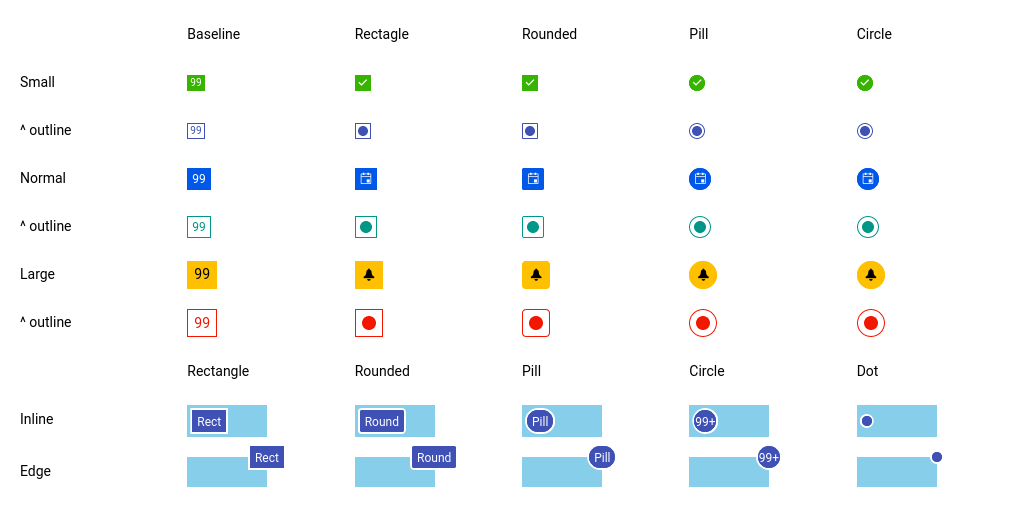 Baseline Rectagle Rounded Pill Circle
Small 99
^ outline 99
Normal 99
^ outline 99
Large 99
^ outline 99
Rectangle Rounded Pill Circle Dot
Inline Rect Round Pill 99+
Edge Rect Round Pill 99+